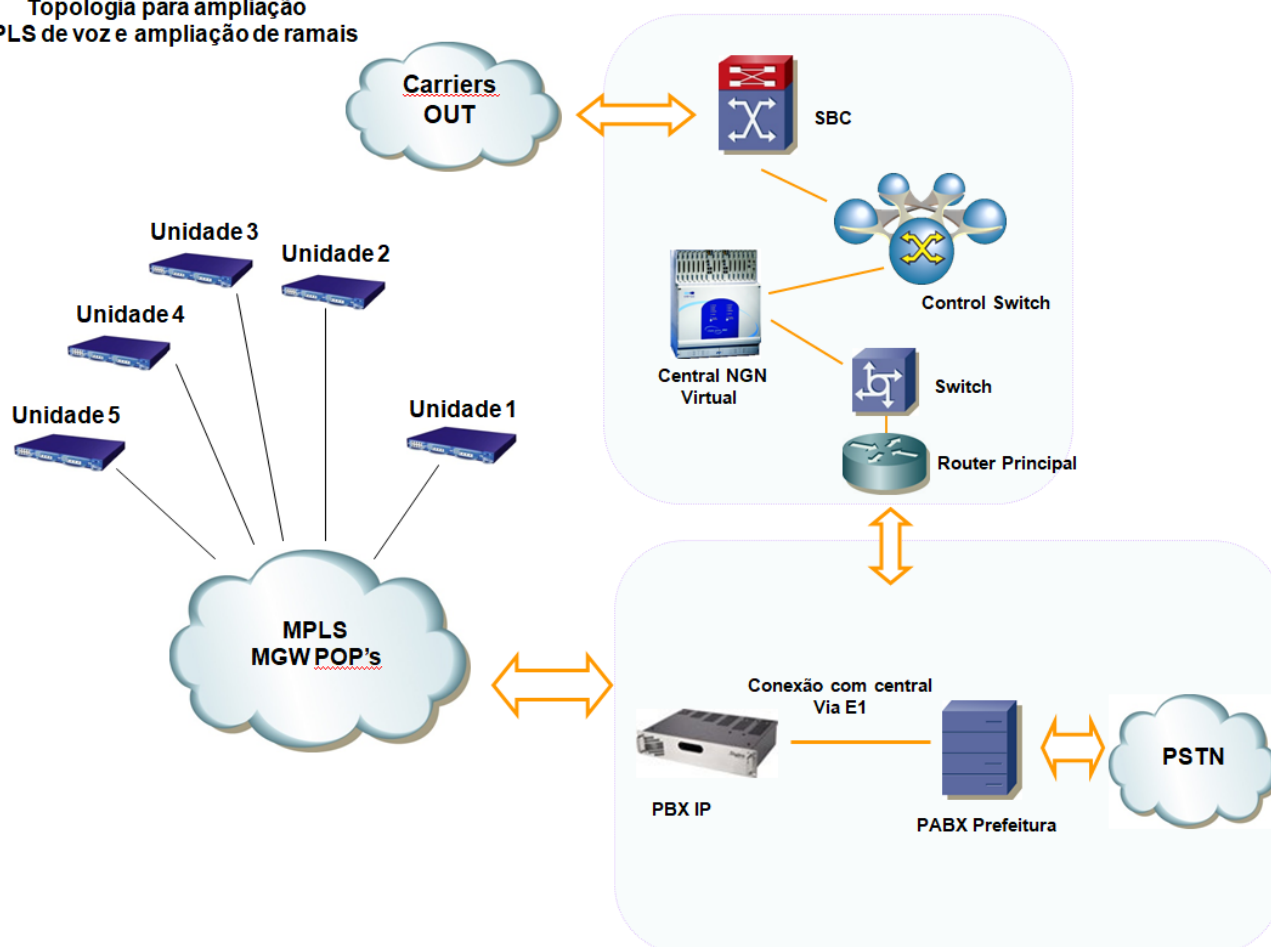 Topologia para ampliação
PLS de voz e ampliação de ramais
Carriers
OUT
SBC
Control Switch
Central NGN
Virtual
Switch
Router Principal
Unidade 3
Unidade 2
Unidade 4
Unidade 5
Unidade 1
MPLS
MGW POP's
Conexão com central
Via E1
PBX IP
PABX Prefeitura
PSTN